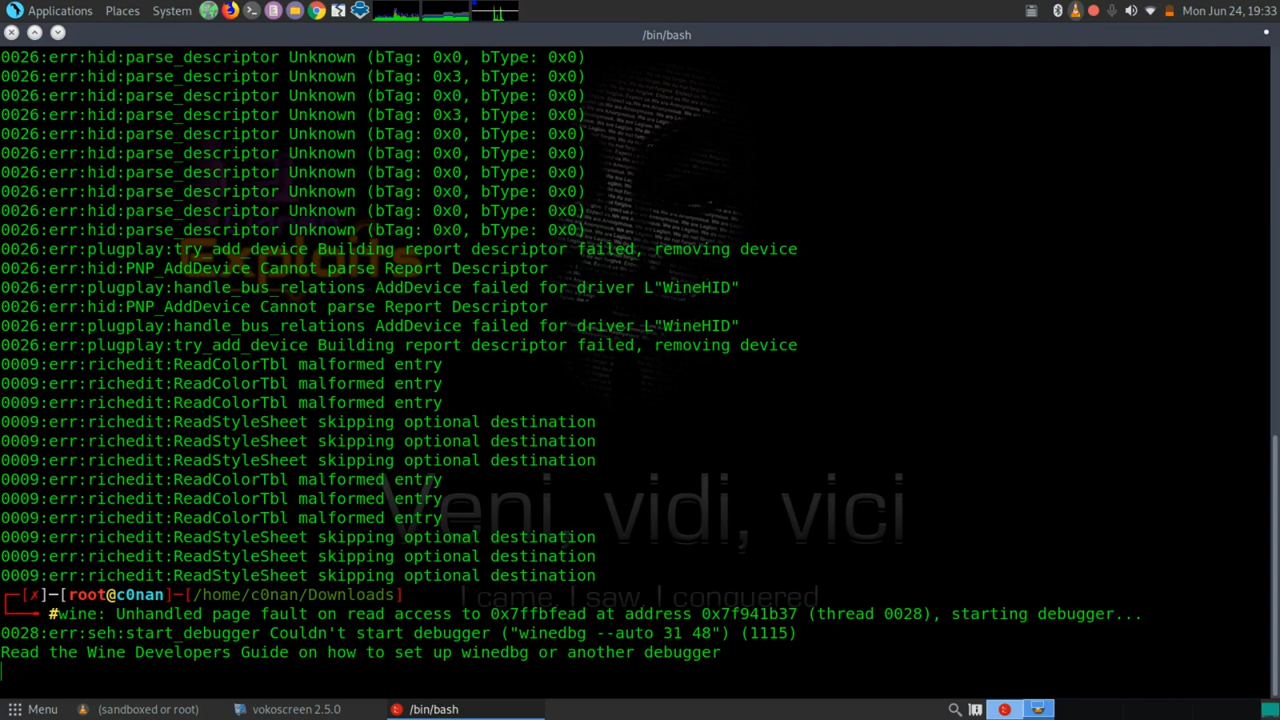 Applications Places System Mon Jun 24, 19:33
/bin/bash
0026:err:hid:parse_descriptor Unknown (bTag: 0x0, bType: 0x0)
0026:err:hid:parse_descriptor Unknown (bTag: 0x3, bType: 0x0)
0026:err:hid:parse_descriptor Unknown (bTag: 0x0, bType: 0x0)
0026:err:hid:parse_descriptor Unknown (bTag: 0x3, bType: 0x0)
0026:err:hid:parse_descriptor Unknown (bTag: 0x0, bType: 0x0)
0026:err:hid:parse_descriptor Unknown (bTag: 0x0, bType: 0x0)
0026:err:hid:parse_descriptor Unknown (bTag: 0x0, bType: 0x0)
0026:err:hid:parse_descriptor Unknown (bTag: 0x0, bType: 0x0)
0026:err:hid:parse_descriptor Unknown (bTag: 0x0, bType: 0x0)
0026:err:hid:parse_descriptor Unknown (bTag: 0x0, bType: 0x0)
0026:err:plugplay:try_add_device Building report descriptor failed, removing device
0026:err:hid:PNP_AddDevice Cannot parse Report Descriptor
0026:err:plugplay:handle_bus_relations AddDevice failed for driver L"WineHID"
0026:err:hid:PNP_AddDevice Cannot parse Report Descriptor
0026:err:plugplay:handle_bus_relations AddDevice failed for driver L"WineHID"
0026:err:plugplay:try_add_device Building report descriptor failed, removing device
0009:err:richedit:ReadColorTbl malformed entry
0009:err:richedit:ReadColorTbl malformed entry
0009:err:richedit:ReadColorTbl malformed entry
0009:err:richedit:ReadStyleSheet skipping optional destination
0009:err:richedit:ReadStyleSheet skipping optional destination
0009:err:richedit:ReadStyleSheet skipping optional destination
0009:err:richedit:ReadColorTbl malformed entry
0009:err:richedit:ReadColorTbl malformed entry
0009:err:richedit:ReadColorTbl malformed entry
0009:err:richedit:ReadStyleSheet skipping optional destination
0009:err:richedit:ReadStyleSheet skipping optional destination
0009:err:richedit:ReadStyleSheet skipping optional destination
┌─[✗]─[root@c0nan]─[/home/c0nan/Downloads]
└──╼ #wine: Unhandled page fault on read access to 0x7ffbfead at address 0x7f941b37 (thread 0028), starting debugger...
0028:err:seh:start_debugger Couldn't start debugger ("winedbg --auto 31 48") (1115)
Read the Wine Developers Guide on how to set up winedbg or another debugger
Exploits
Veni, vidi, vici
I came, I saw, I conquered
Menu (sandboxed or root) vokoscreen 2.5.0 /bin/bash